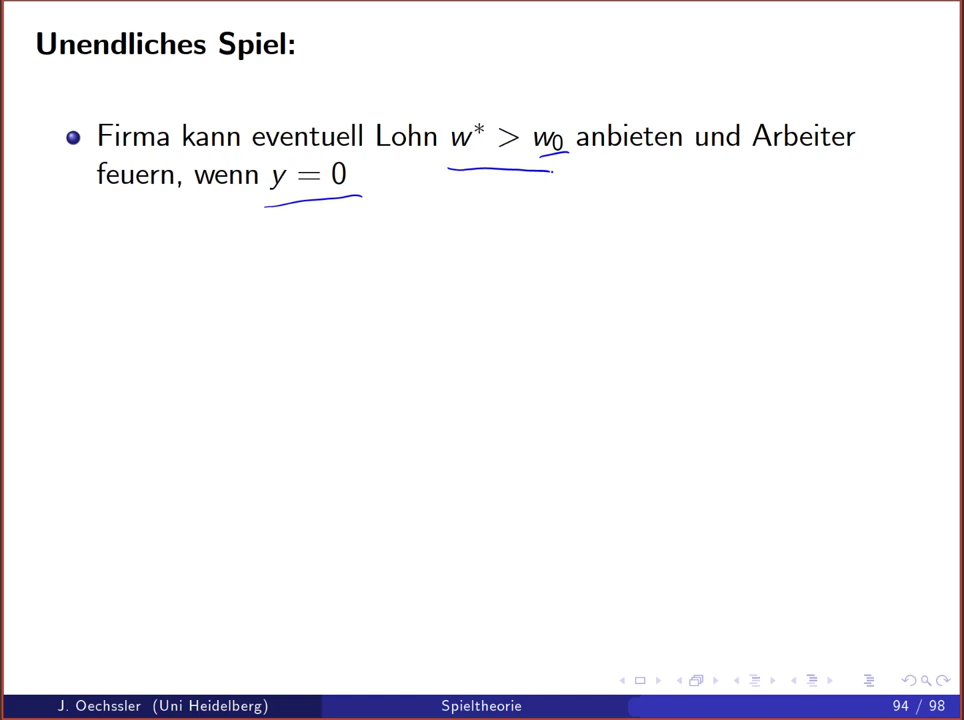 Unendliches Spiel:
Firma kann eventuell Lohn w* > w₀ anbieten und Arbeiter
feuern, wenn y = 0
J. Oechssler (Uni Heidelberg) Spieltheorie 94 / 98